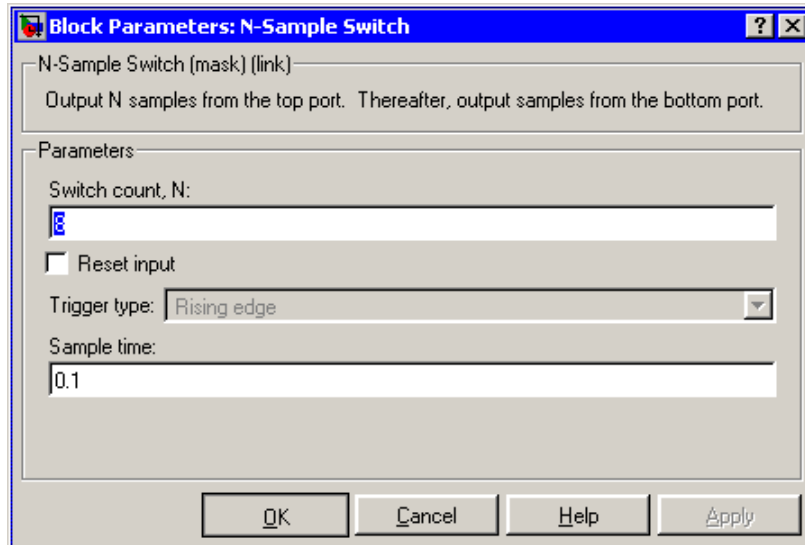 Block Parameters: N-Sample Switch
N-Sample Switch (mask) (link)
Output N samples from the top port.  Thereafter, output samples from the bottom port.
Parameters
Switch count, N:
8
Reset input
Trigger type: Rising edge
Sample time:
0.1
OK Cancel Help Apply